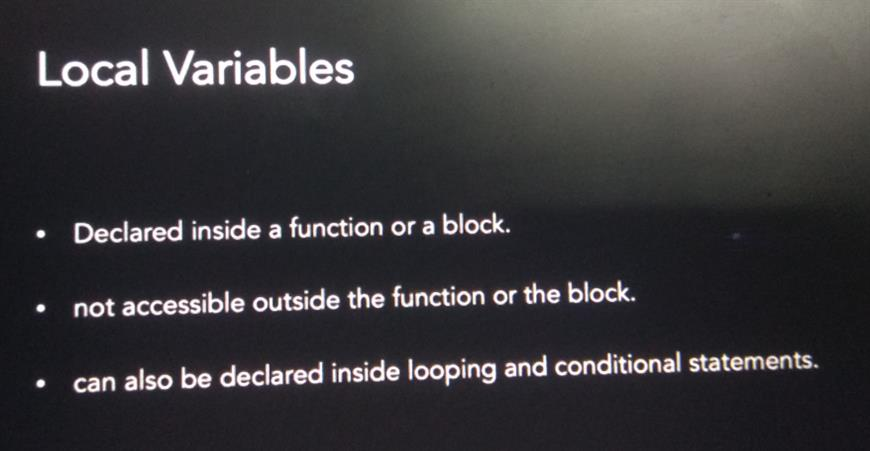 Local Variables
• Declared inside a function or a block.
• not accessible outside the function or the block.
• can also be declared inside looping and conditional statements.